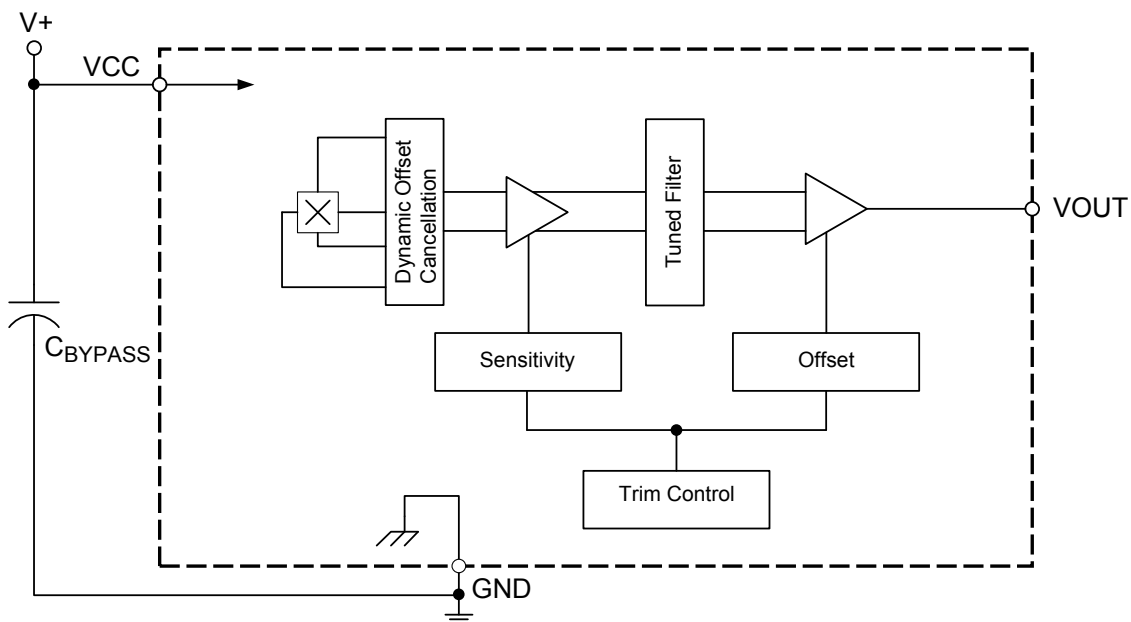 V+
VCC
Dynamic Offset
Cancellation
Tuned Filter
VOUT
CBYPASS
Sensitivity
Offset
Trim Control
GND